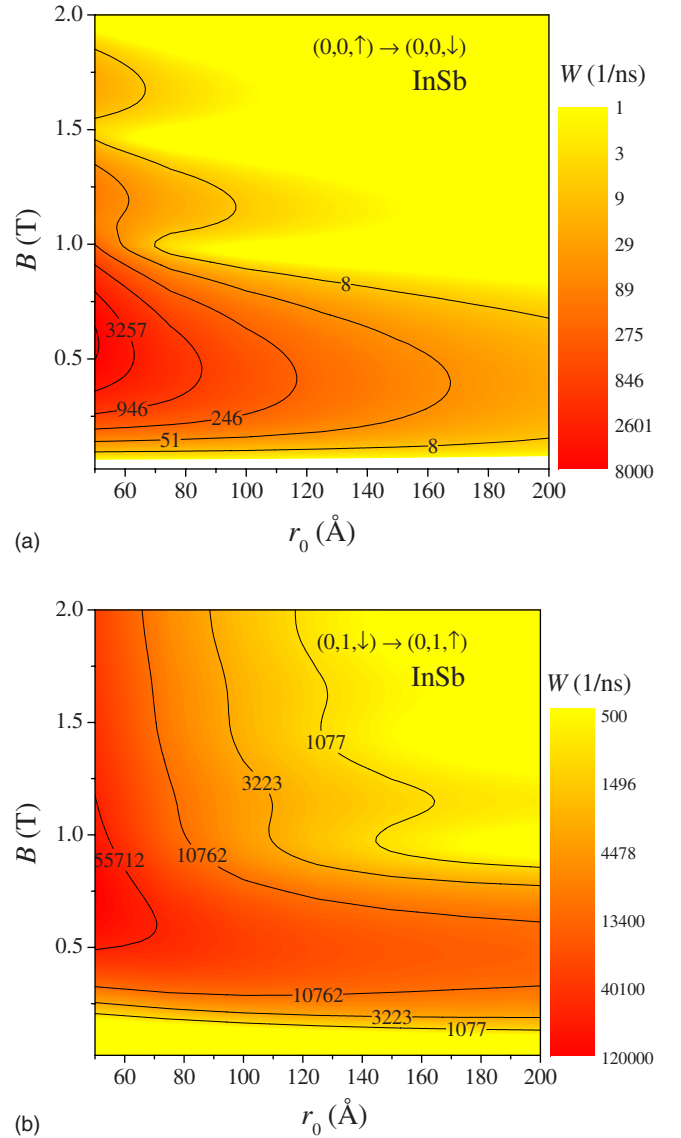 2.0
(0,0,↑) → (0,0,↓)
InSb
W (1/ns)
1
3
9
29
89
275
846
2601
8000
1.5
1.0
0.5
B (T)
8
3257
946
246
51
8
60 80 100 120 140 160 180 200
r₀ (Å)
(a)
2.0
(0,1,↓) → (0,1,↑)
InSb
W (1/ns)
500
1496
4478
13400
40100
120000
1.5
1.0
0.5
B (T)
1077
3223
10762
55712
10762
3223
1077
60 80 100 120 140 160 180 200
r₀ (Å)
(b)